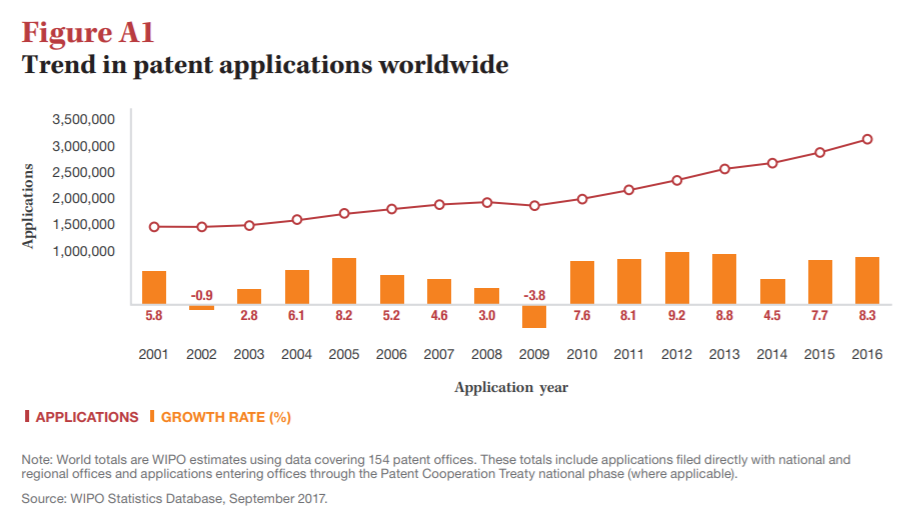 Figure A1
Trend in patent applications worldwide
Applications
3,500,000
3,000,000
2,500,000
2,000,000
1,500,000
1,000,000
-0.9 -3.8
5.8 2.8 6.1 8.2 5.2 4.6 3.0 7.6 8.1 9.2 8.8 4.5 7.7 8.3
2001 2002 2003 2004 2005 2006 2007 2008 2009 2010 2011 2012 2013 2014 2015 2016
Application year
APPLICATIONS GROWTH RATE (%)
Note: World totals are WIPO estimates using data covering 154 patent offices. These totals include applications filed directly with national and
regional offices and applications entering offices through the Patent Cooperation Treaty national phase (where applicable).
Source: WIPO Statistics Database, September 2017.